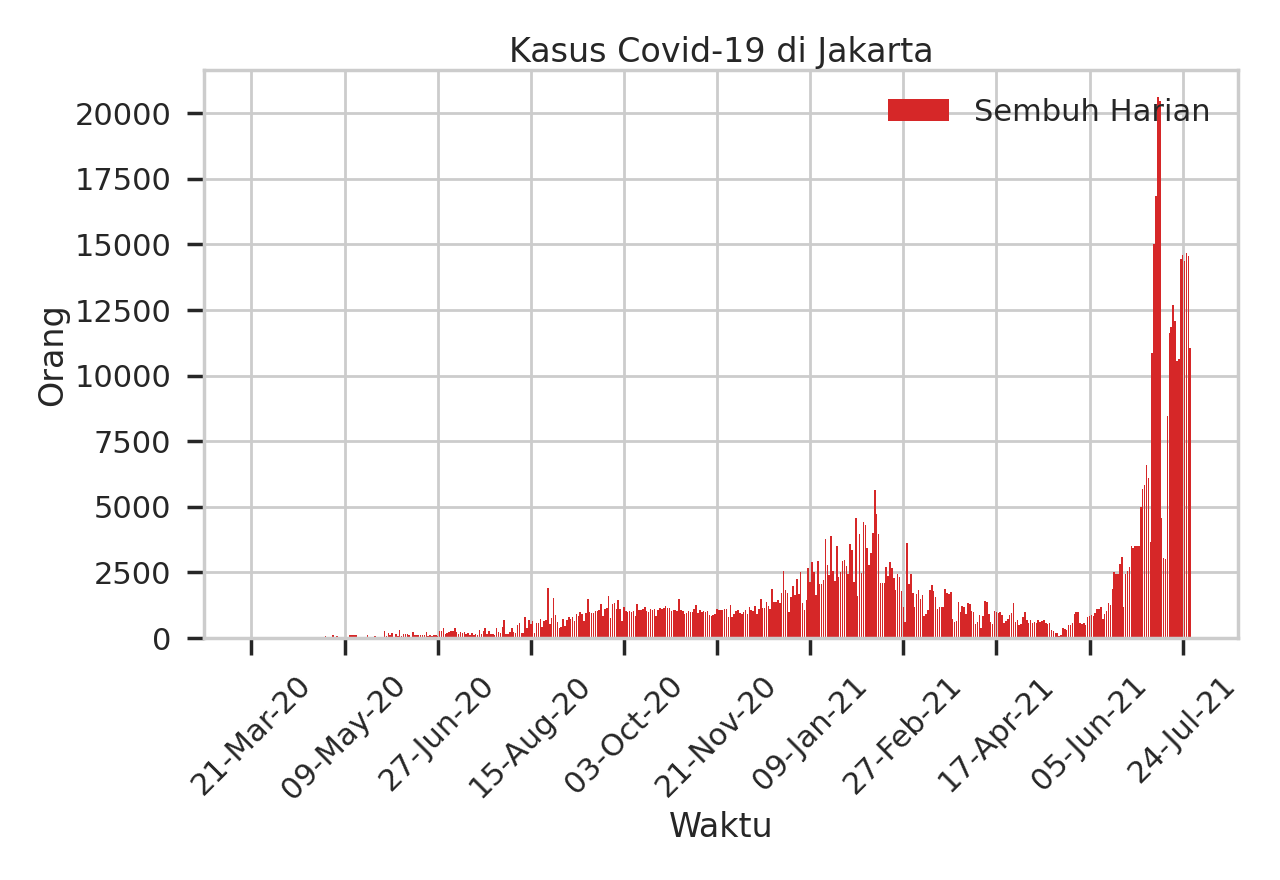 Kasus Covid-19 di Jakarta
Sembuh Harian
Orang
20000
17500
15000
12500
10000
7500
5000
2500
0
21-Mar-20
09-May-20
27-Jun-20
15-Aug-20
03-Oct-20
21-Nov-20
09-Jan-21
27-Feb-21
17-Apr-21
05-Jun-21
24-Jul-21
Waktu